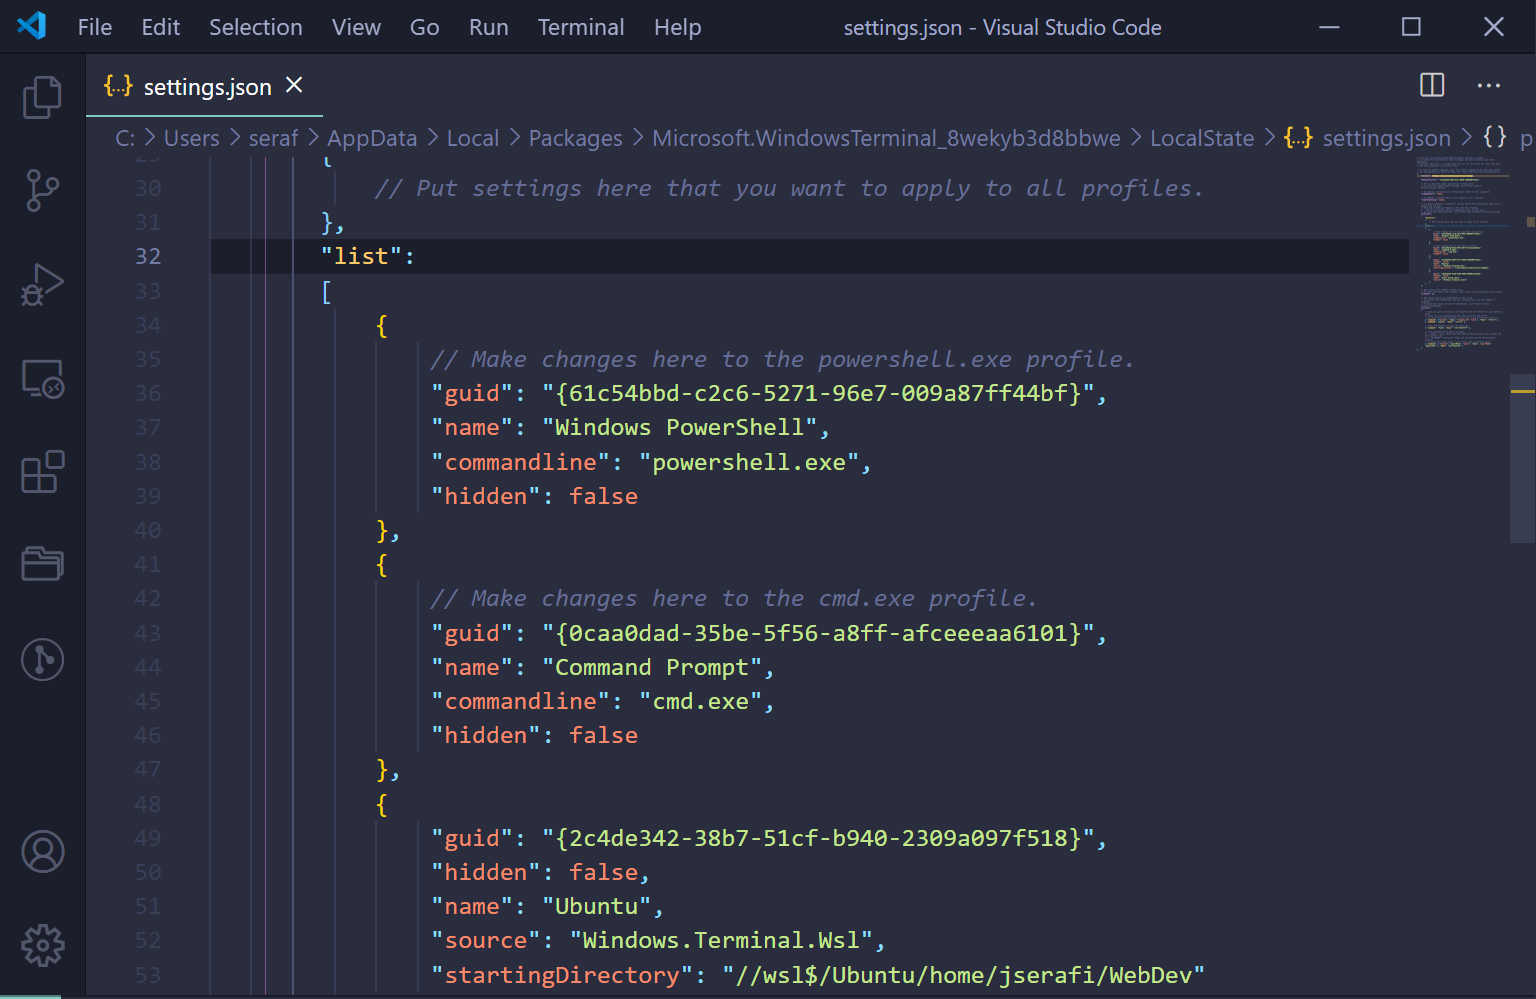 File Edit Selection View Go Run Terminal Help settings.json - Visual Studio Code
{..} settings.json
C: > Users > seraf > AppData > Local > Packages > Microsoft.WindowsTerminal_8wekyb3d8bbwe > LocalState > {..} settings.json > {} p
29 {
30 // Put settings here that you want to apply to all profiles.
31 },
32 "list":
33 [
34 {
35 // Make changes here to the powershell.exe profile.
36 "guid": "{61c54bbd-c2c6-5271-96e7-009a87ff44bf}",
37 "name": "Windows PowerShell",
38 "commandline": "powershell.exe",
39 "hidden": false
40 },
41 {
42 // Make changes here to the cmd.exe profile.
43 "guid": "{0caa0dad-35be-5f56-a8ff-afceeeaa6101}",
44 "name": "Command Prompt",
45 "commandline": "cmd.exe",
46 "hidden": false
47 },
48 {
49 "guid": "{2c4de342-38b7-51cf-b940-2309a097f518}",
50 "hidden": false,
51 "name": "Ubuntu",
52 "source": "Windows.Terminal.Wsl",
53 "startingDirectory": "//wsl$/Ubuntu/home/jserafi/WebDev"